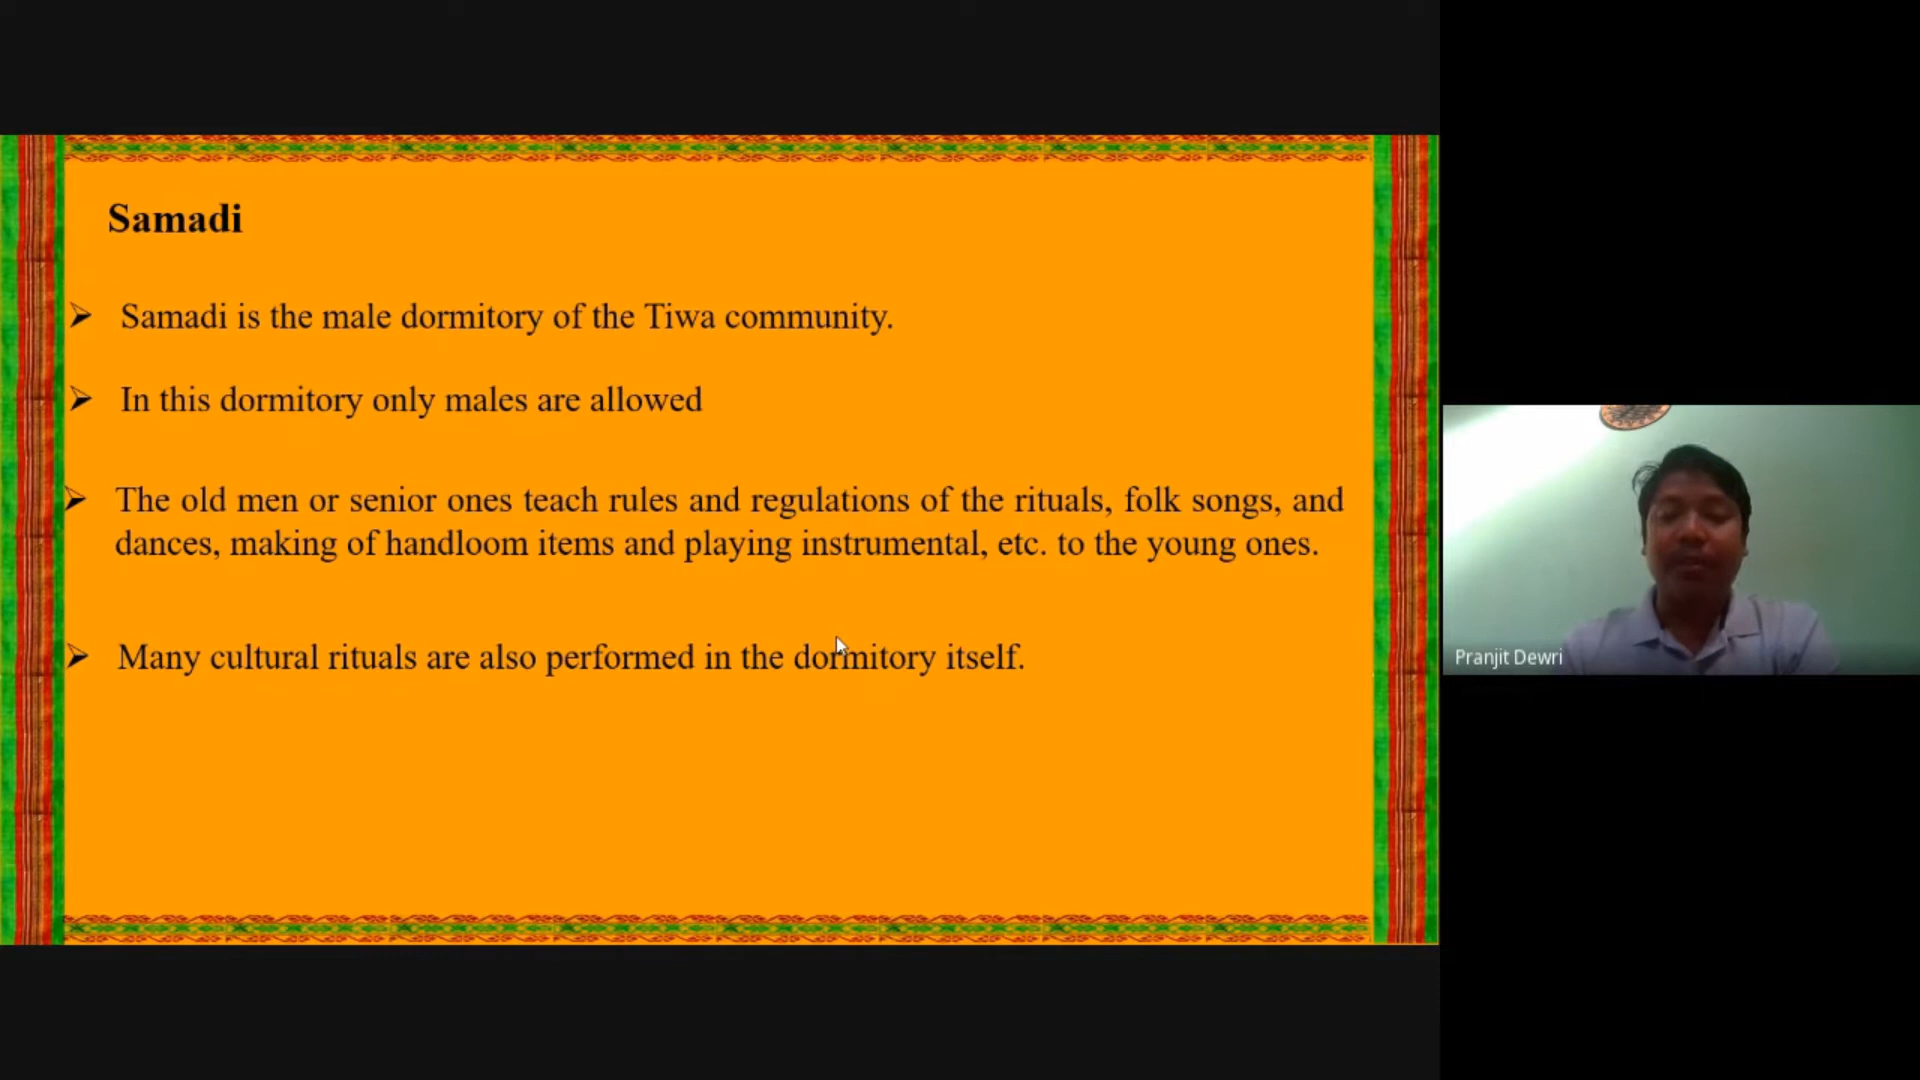 Samadi
➢ Samadi is the male dormitory of the Tiwa community.
➢ In this dormitory only males are allowed
➢ The old men or senior ones teach rules and regulations of the rituals, folk songs, and
dances, making of handloom items and playing instrumental, etc. to the young ones.
➢ Many cultural rituals are also performed in the dormitory itself.
Pranjit Dewri